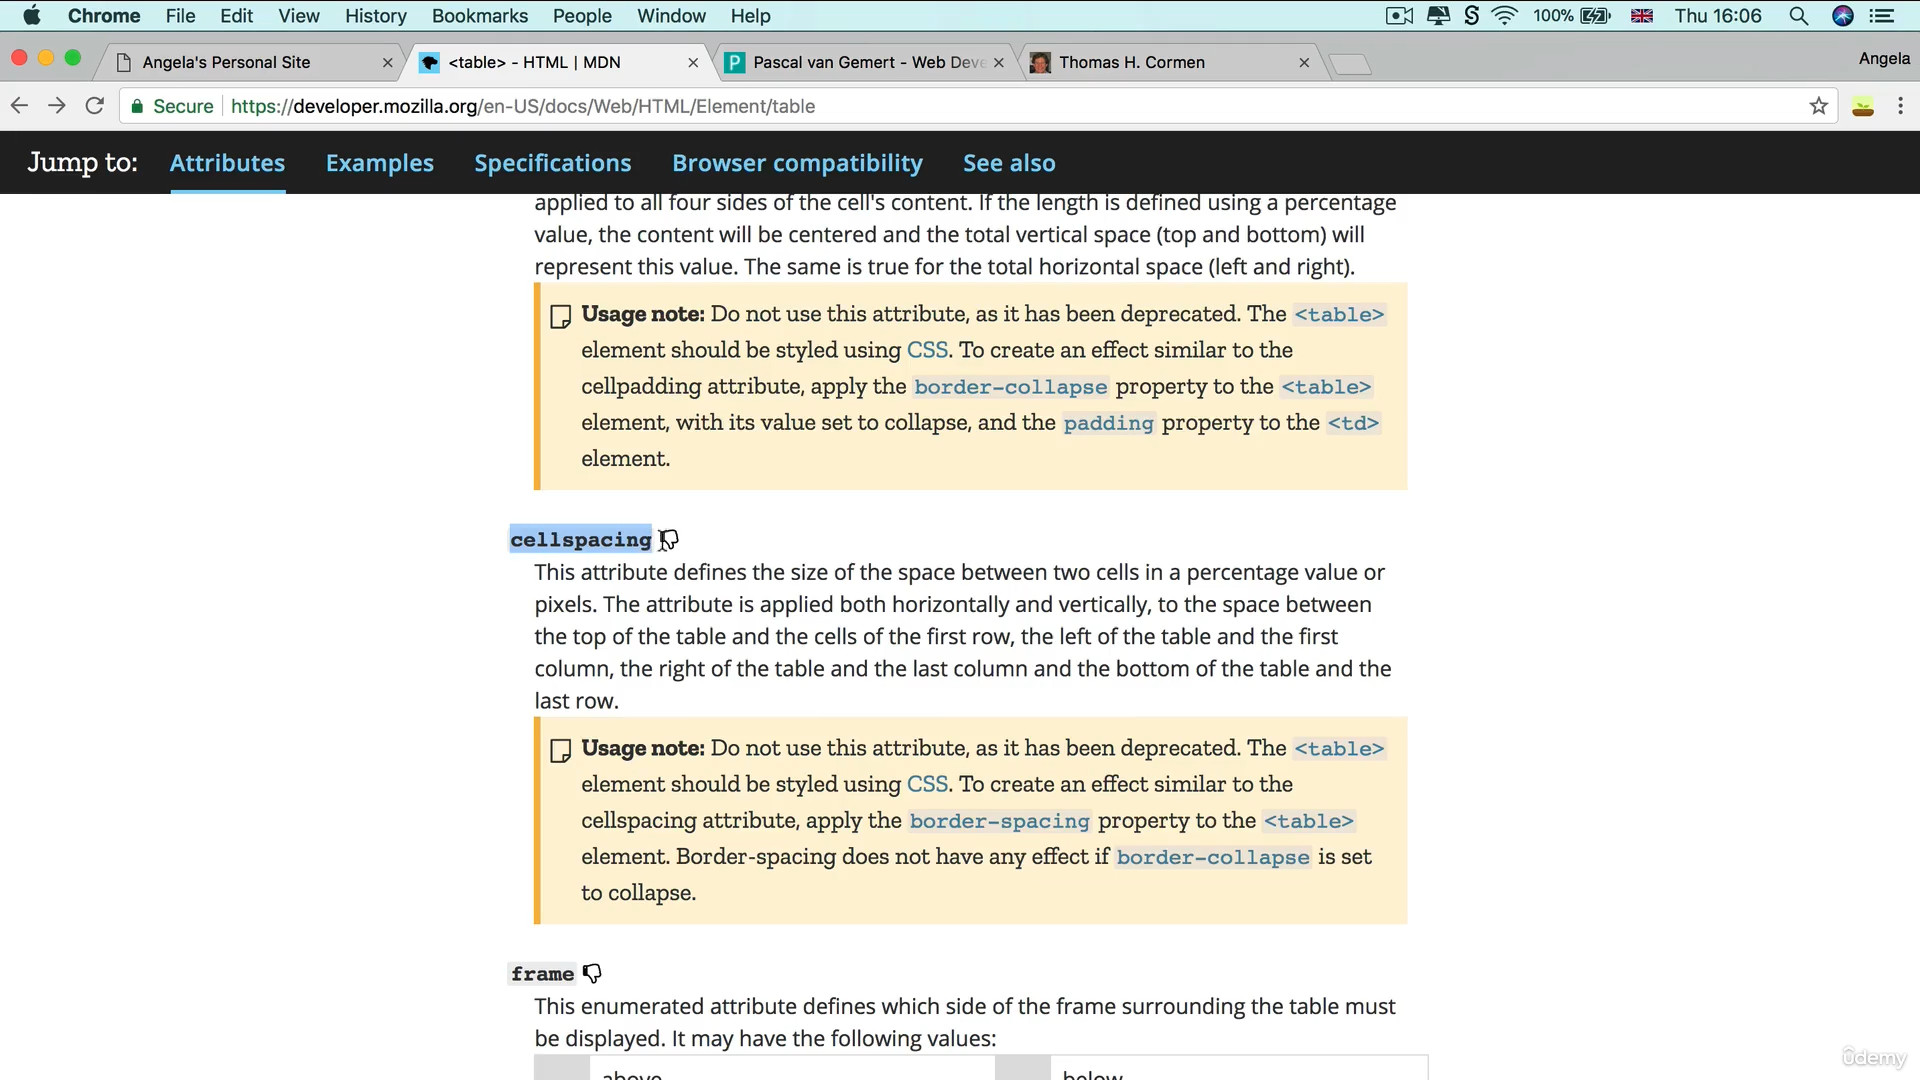 Chrome File Edit View History Bookmarks People Window Help 100% Thu 16:06
Angela's Personal Site <table> - HTML | MDN Pascal van Gemert - Web Deve Thomas H. Cormen Angela
Secure https://developer.mozilla.org/en-US/docs/Web/HTML/Element/table
Jump to: Attributes Examples Specifications Browser compatibility See also
applied to all four sides of the cell's content. If the length is defined using a percentage
value, the content will be centered and the total vertical space (top and bottom) will
represent this value. The same is true for the total horizontal space (left and right).
Usage note: Do not use this attribute, as it has been deprecated. The <table>
element should be styled using CSS. To create an effect similar to the
cellpadding attribute, apply the border-collapse property to the <table>
element, with its value set to collapse, and the padding property to the <td>
element.
cellspacing
This attribute defines the size of the space between two cells in a percentage value or
pixels. The attribute is applied both horizontally and vertically, to the space between
the top of the table and the cells of the first row, the left of the table and the first
column, the right of the table and the last column and the bottom of the table and the
last row.
Usage note: Do not use this attribute, as it has been deprecated. The <table>
element should be styled using CSS. To create an effect similar to the
cellspacing attribute, apply the border-spacing property to the <table>
element. Border-spacing does not have any effect if border-collapse is set
to collapse.
frame
This enumerated attribute defines which side of the frame surrounding the table must
be displayed. It may have the following values:
above below
ûdemy